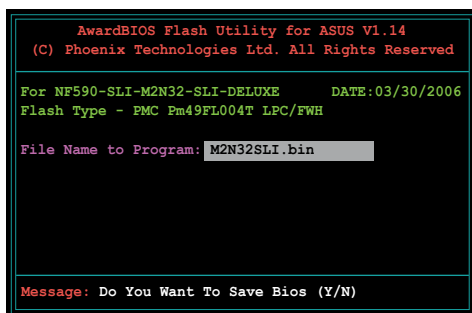 AwardBIOS Flash Utility for ASUS V1.14
(C) Phoenix Technologies Ltd. All Rights Reserved
For NF590-SLI-M2N32-SLI-DELUXE DATE:03/30/2006
Flash Type - PMC Pm49FL004T LPC/FWH
File Name to Program: M2N32SLI.bin
Message: Do You Want To Save Bios (Y/N)